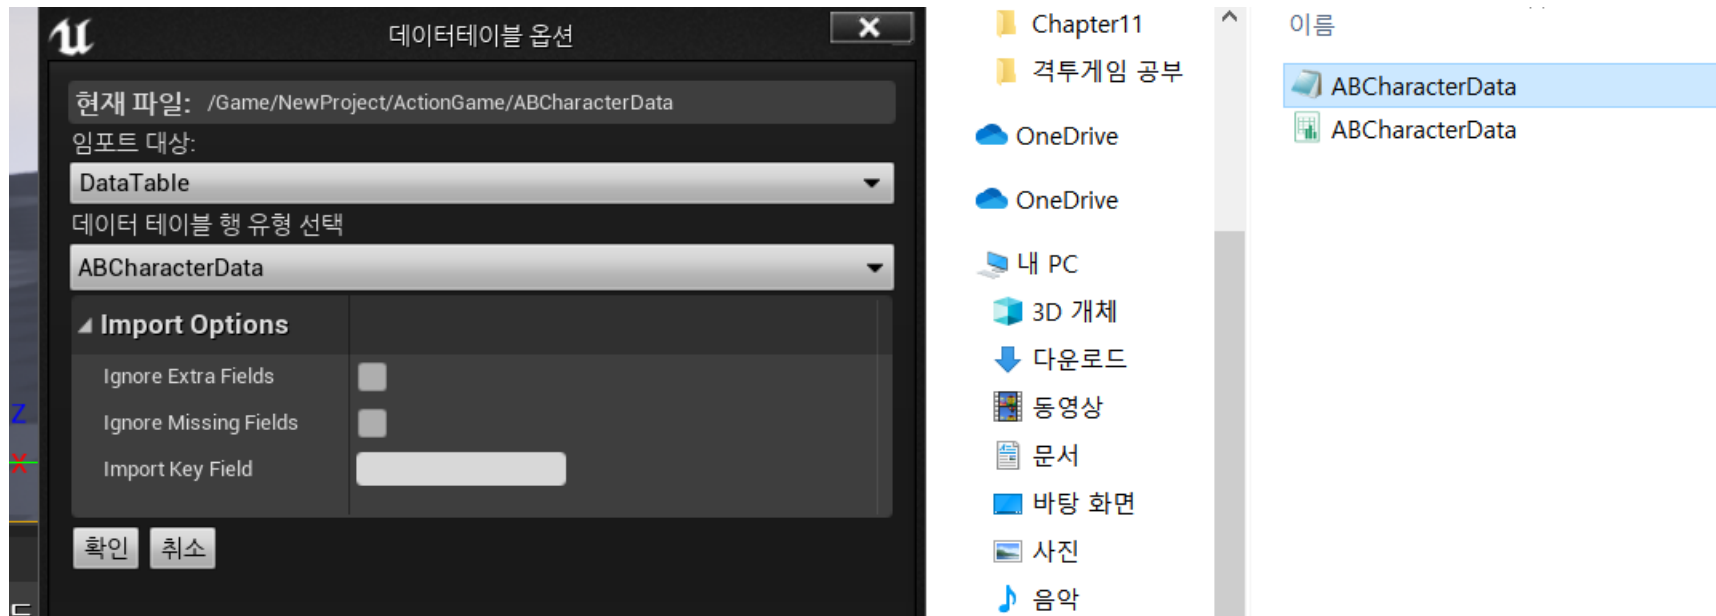 데이터테이블 옵션
현재 파일: /Game/NewProject/ActionGame/ABCharacterData
임포트 대상:
DataTable
데이터 테이블 행 유형 선택
ABCharacterData
Import Options
Ignore Extra Fields
Ignore Missing Fields
Import Key Field
확인 취소
Z
X
Chapter11
격투게임 공부
OneDrive
OneDrive
내 PC
3D 개체
다운로드
동영상
문서
바탕 화면
사진
음악
이름
ABCharacterData
ABCharacterData